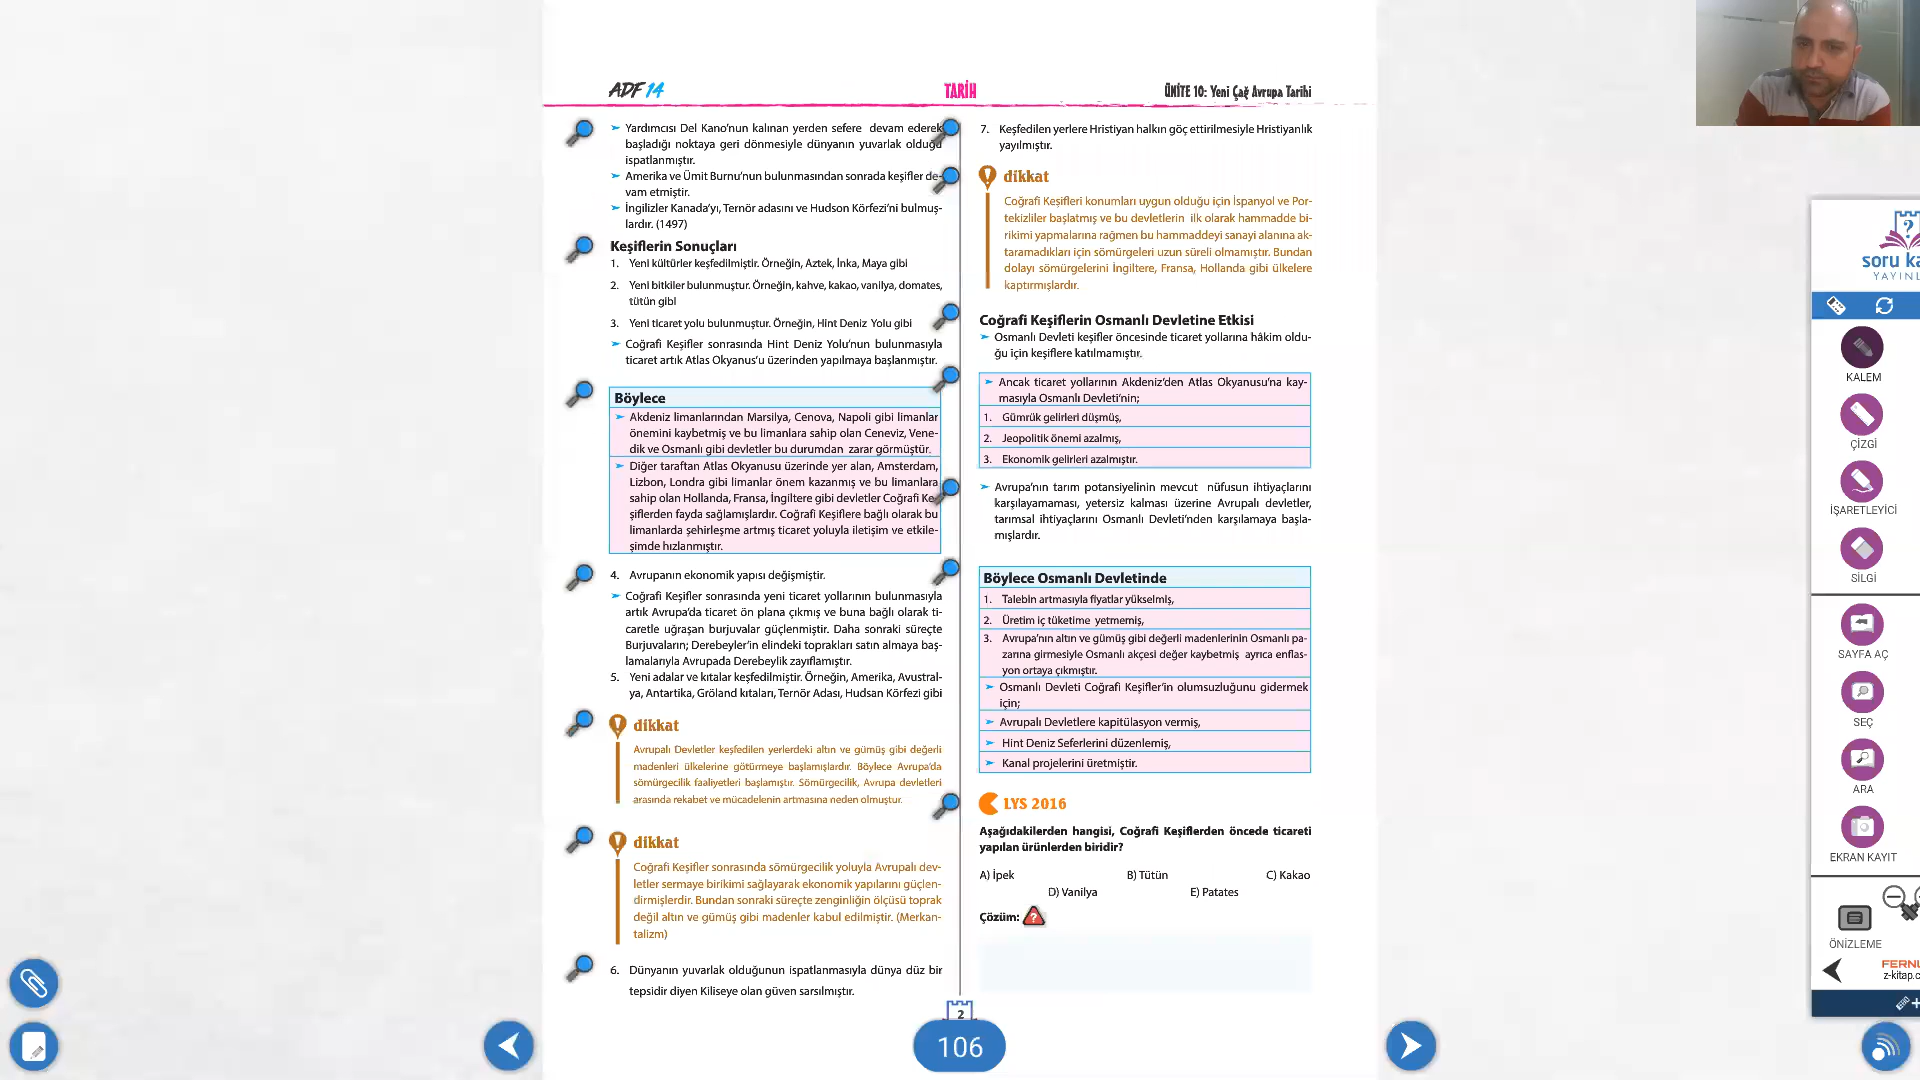 ADF 14
TARİH
ÜNİTE 10: Yeni Çağ Avrupa Tarihi
➢ Yardımcısı Del Kano'nun kalınan yerden sefere devam ederek
başladığı noktaya geri dönmesiyle dünyanın yuvarlak olduğu
ispatlanmıştır.
➢ Amerika ve Ümit Burnu'nun bulunmasından sonrada keşifler de-
vam etmiştir.
➢ İngilizler Kanada'yı, Ternör adasını ve Hudson Körfezi'ni bulmuş-
lardır. (1497)
Keşiflerin Sonuçları
1. Yeni kültürler keşfedilmiştir. Örneğin, Aztek, İnka, Maya gibi
2. Yeni bitkiler bulunmuştur. Örneğin, kahve, kakao, vanilya, domates,
tütün gibi
3. Yeni ticaret yolu bulunmuştur. Örneğin, Hint Deniz Yolu gibi
➢ Coğrafi Keşifler sonrasında Hint Deniz Yolu'nun bulunmasıyla
ticaret artık Atlas Okyanus'u üzerinden yapılmaya başlanmıştır.
Böylece
➢ Akdeniz limanlarından Marsilya, Cenova, Napoli gibi limanlar
önemini kaybetmiş ve bu limanlara sahip olan Ceneviz, Vene-
dik ve Osmanlı gibi devletler bu durumdan zarar görmüştür.
➢ Diğer taraftan Atlas Okyanusu üzerinde yer alan, Amsterdam,
Lizbon, Londra gibi limanlar önem kazanmış ve bu limanlara
sahip olan Hollanda, Fransa, İngiltere gibi devletler Coğrafi Ke-
şiflerden fayda sağlamışlardır. Coğrafi Keşiflere bağlı olarak bu
limanlarda şehirleşme artmış ticaret yoluyla iletişim ve etkile-
şimde hızlanmıştır.
4. Avrupanın ekonomik yapısı değişmiştir.
➢ Coğrafi Keşifler sonrasında yeni ticaret yollarının bulunmasıyla
artık Avrupa'da ticaret ön plana çıkmış ve buna bağlı olarak ti-
caretle uğraşan burjuvalar güçlenmiştir. Daha sonraki süreçte
Burjuvaların; Derebeyler'in elindeki toprakları satın almaya baş-
lamalarıyla Avrupada Derebeylik zayıflamıştır.
5. Yeni adalar ve kıtalar keşfedilmiştir. Örneğin, Amerika, Avustral-
ya, Antartika, Gröland kıtaları, Ternör Adası, Hudsan Körfezi gibi
dikkat
Avrupalı Devletler keşfedilen yerlerdeki altın ve gümüş gibi değerli
madenleri ülkelerine götürmeye başlamışlardır. Böylece Avrupa'da
sömürgecilik faaliyetleri başlamıştır. Sömürgecilik, Avrupa devletleri
arasında rekabet ve mücadelenin artmasına neden olmuştur.
dikkat
Coğrafi Keşifler sonrasında sömürgecilik yoluyla Avrupalı dev-
letler sermaye birikimi sağlayarak ekonomik yapılarını güçlen-
dirmişlerdir. Bundan sonraki süreçte zenginliğin ölçüsü toprak
değil altın ve gümüş gibi madenler kabul edilmiştir. (Merkan-
talizm)
6. Dünyanın yuvarlak olduğunun ispatlanmasıyla dünya düz bir
tepsidir diyen Kiliseye olan güven sarsılmıştır.
7. Keşfedilen yerlere Hristiyan halkın göç ettirilmesiyle Hristiyanlık
yayılmıştır.
dikkat
Coğrafi Keşifleri konumları uygun olduğu için İspanyol ve Por-
tekizliler başlatmış ve bu devletlerin ilk olarak hammadde bi-
rikimi yapmalarına rağmen bu hammaddeyi sanayi alanına ak-
taramadıkları için sömürgeleri uzun süreli olmamıştır. Bundan
dolayı sömürgelerini İngiltere, Fransa, Hollanda gibi ülkelere
kaptırmışlardır.
Coğrafi Keşiflerin Osmanlı Devletine Etkisi
➢ Osmanlı Devleti keşifler öncesinde ticaret yollarına hâkim oldu-
ğu için keşiflere katılmamıştır.
➢ Ancak ticaret yollarının Akdeniz'den Atlas Okyanusu'na kay-
masıyla Osmanlı Devleti'nin;
1. Gümrük gelirleri düşmüş,
2. Jeopolitik önemi azalmış,
3. Ekonomik gelirleri azalmıştır.
➢ Avrupa'nın tarım potansiyelinin mevcut nüfusun ihtiyaçlarını
karşılayamaması, yetersiz kalması üzerine Avrupalı devletler,
tarımsal ihtiyaçlarını Osmanlı Devleti'nden karşılamaya başla-
mışlardır.
Böylece Osmanlı Devletinde
1. Talebin artmasıyla fiyatlar yükselmiş,
2. Üretim iç tüketime yetmemiş,
3. Avrupa'nın altın ve gümüş gibi değerli madenlerinin Osmanlı pa-
zarına girmesiyle Osmanlı akçesi değer kaybetmiş ayrıca enflas-
yon ortaya çıkmıştır.
➢ Osmanlı Devleti Coğrafi Keşifler'in olumsuzluğunu gidermek
için;
➢ Avrupalı Devletlere kapitülasyon vermiş,
➢ Hint Deniz Seferlerini düzenlemiş,
➢ Kanal projelerini üretmiştir.
LYS 2016
Aşağıdakilerden hangisi, Coğrafi Keşiflerden öncede ticareti
yapılan ürünlerden biridir?
A) İpek B) Tütün C) Kakao
D) Vanilya E) Patates
Çözüm:
2
106
soru ka
YAYINL
KALEM
ÇİZGİ
İŞARETLEYİCİ
SİLGİ
SAYFA AÇ
SEÇ
ARA
EKRAN KAYIT
ÖNİZLEME
FERNU
z-kitap.c